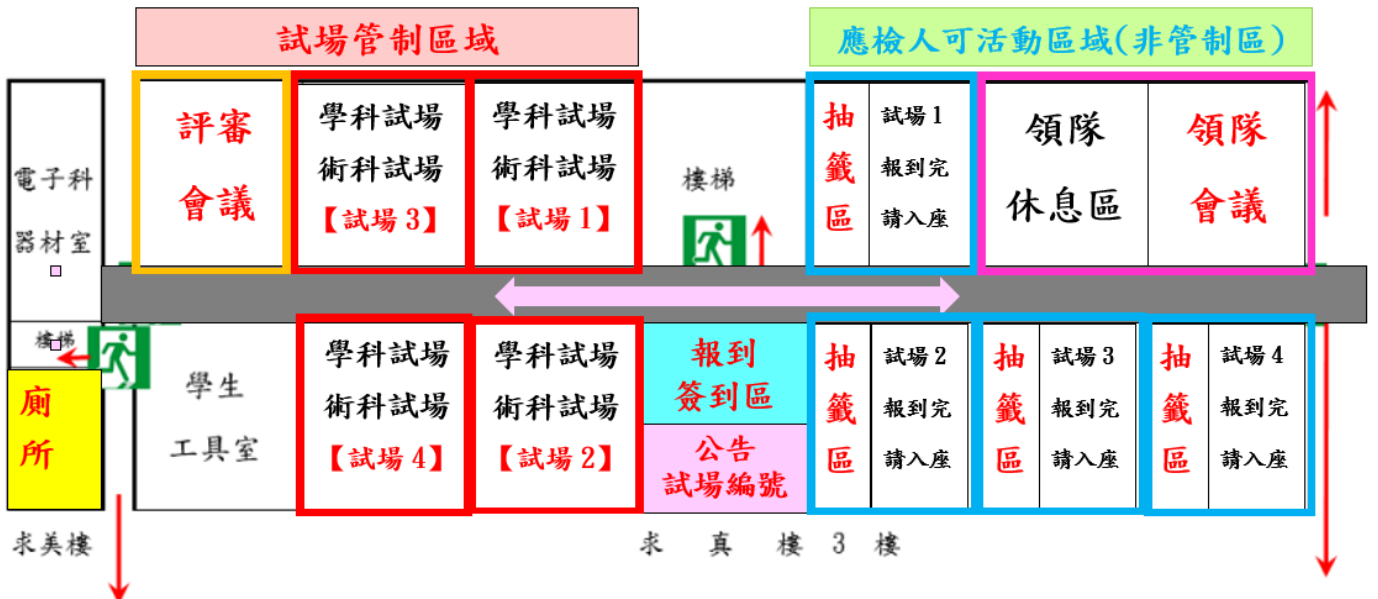 試場管制區域
應檢人可活動區域(非管制區)
電子科
器材室
評審
會議
學科試場
術科試場
【試場 3】
學科試場
術科試場
【試場 1】
樓梯
抽
籤
區
試場 1
報到完
請入座
領隊
休息區
領隊
會議
樓梯
廁
所
學生
工具室
學科試場
術科試場
【試場 4】
學科試場
術科試場
【試場 2】
報到
簽到區
公告
試場編號
抽
籤
區
試場 2
報到完
請入座
抽
籤
區
試場 3
報到完
請入座
抽
籤
區
試場 4
報到完
請入座
求美樓
求 真 樓 3 樓